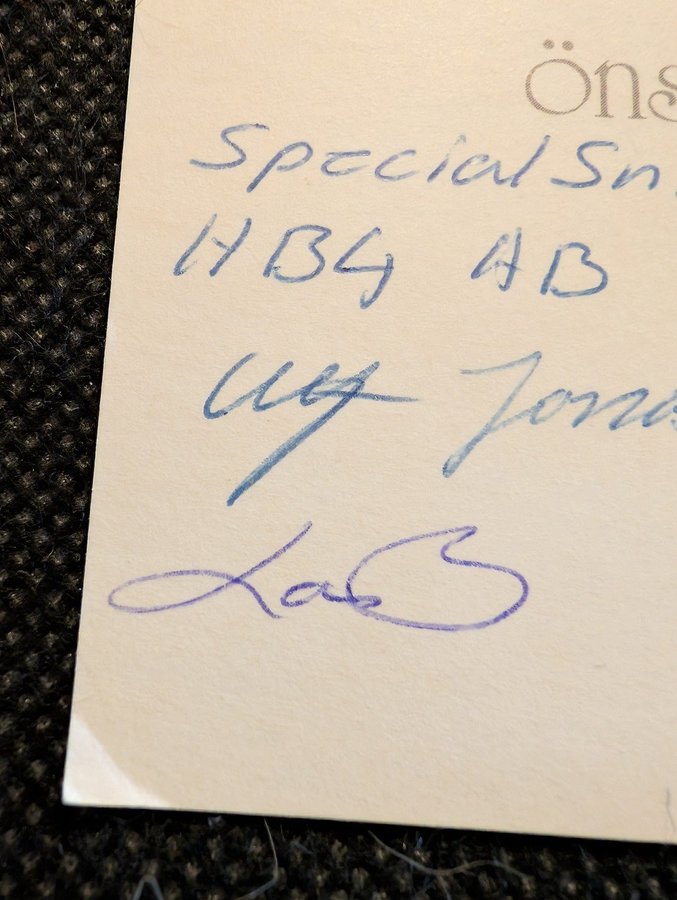 Öns
Special Sn
HBG AB
Ulf Jona